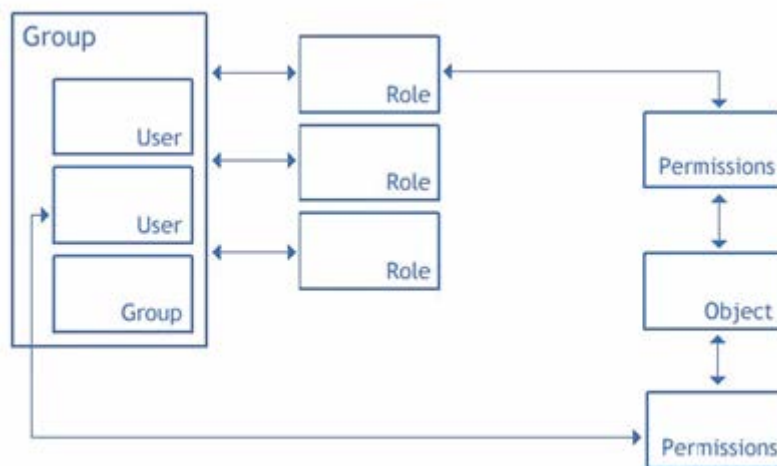 Group
User
User
Group
Role
Role
Role
Permissions
Object
Permissions